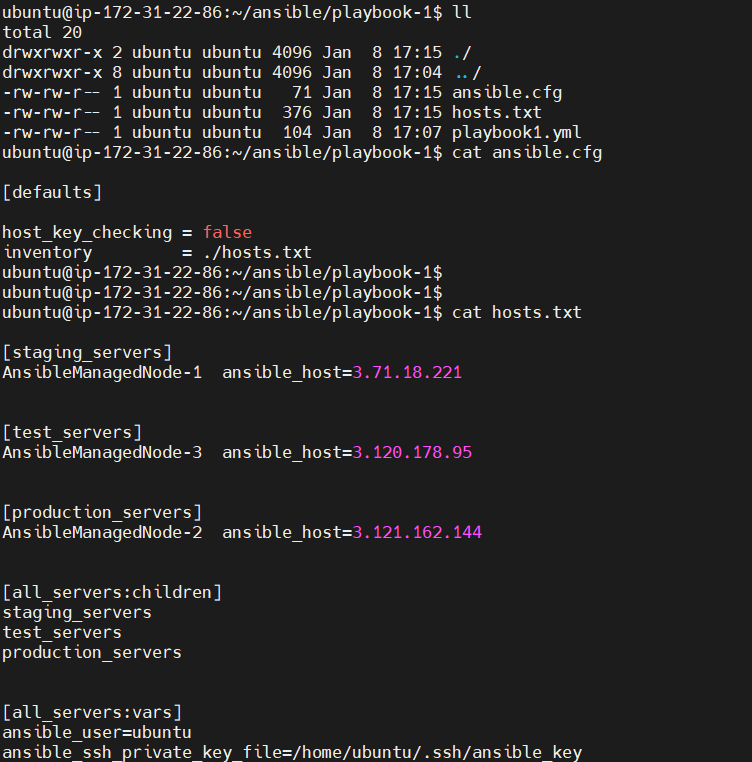 ubuntu@ip-172-31-22-86:~/ansible/playbook-1$ ll
total 20
drwxrwxr-x 2 ubuntu ubuntu 4096 Jan  8 17:15 ./
drwxrwxr-x 8 ubuntu ubuntu 4096 Jan  8 17:04 ../
-rw-rw-r-- 1 ubuntu ubuntu   71 Jan  8 17:15 ansible.cfg
-rw-rw-r-- 1 ubuntu ubuntu  376 Jan  8 17:15 hosts.txt
-rw-rw-r-- 1 ubuntu ubuntu  104 Jan  8 17:07 playbook1.yml
ubuntu@ip-172-31-22-86:~/ansible/playbook-1$ cat ansible.cfg
[defaults]
host_key_checking = false
inventory         = ./hosts.txt
ubuntu@ip-172-31-22-86:~/ansible/playbook-1$
ubuntu@ip-172-31-22-86:~/ansible/playbook-1$
ubuntu@ip-172-31-22-86:~/ansible/playbook-1$ cat hosts.txt
[staging_servers]
AnsibleManagedNode-1  ansible_host=3.71.18.221
[test_servers]
AnsibleManagedNode-3  ansible_host=3.120.178.95
[production_servers]
AnsibleManagedNode-2  ansible_host=3.121.162.144
[all_servers:children]
staging_servers
test_servers
production_servers
[all_servers:vars]
ansible_user=ubuntu
ansible_ssh_private_key_file=/home/ubuntu/.ssh/ansible_key